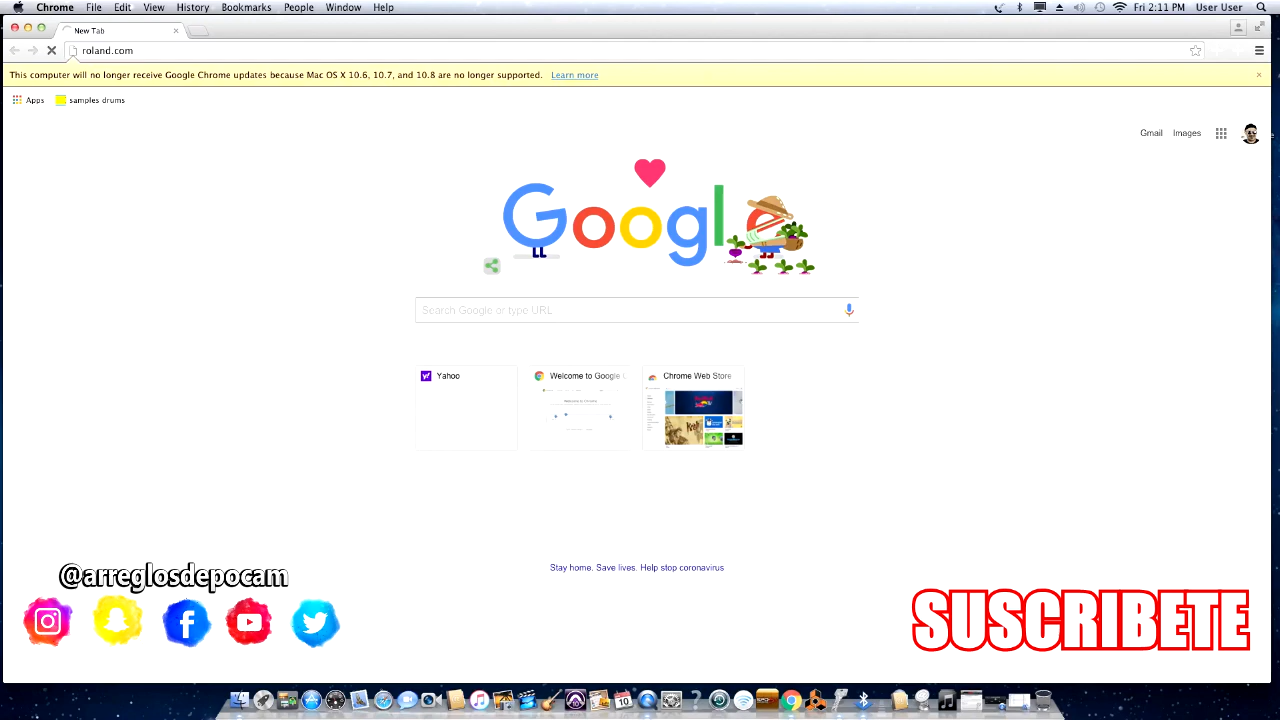 Chrome File Edit View History Bookmarks People Window Help Fri 2:11 PM User User
New Tab
roland.com
This computer will no longer receive Google Chrome updates because Mac OS X 10.6, 10.7, and 10.8 are no longer supported. Learn more
Apps samples drums
Gmail Images
Google
Search Google or type URL
Yahoo Welcome to Google Chrome Web Store
Stay home. Save lives. Help stop coronavirus
@arreglosdepocam
SUSCRIBETE
10